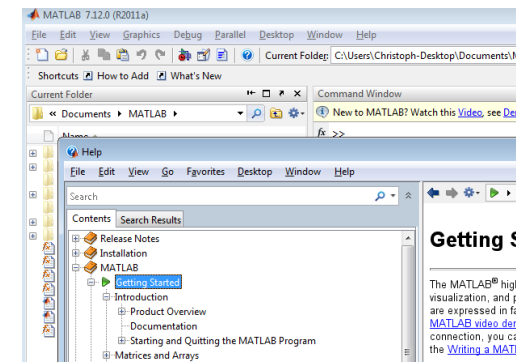 MATLAB 7.12.0 (R2011a)
File Edit View Graphics Debug Parallel Desktop Window Help
Current Folder: C:\Users\Christoph-Desktop\Documents\M
Shortcuts How to Add What's New
Current Folder
Command Window
« Documents MATLAB
New to MATLAB? Watch this Video, see De
Name
fx >>
Help
File Edit View Go Favorites Desktop Window Help
Search
Contents Search Results
Release Notes
Installation
MATLAB
Getting Started
Introduction
Product Overview
Documentation
Starting and Quitting the MATLAB Program
Matrices and Arrays
Getting S
The MATLAB® high
visualization, and p
are expressed in fa
MATLAB video der
connection, you ca
the Writing a MATL